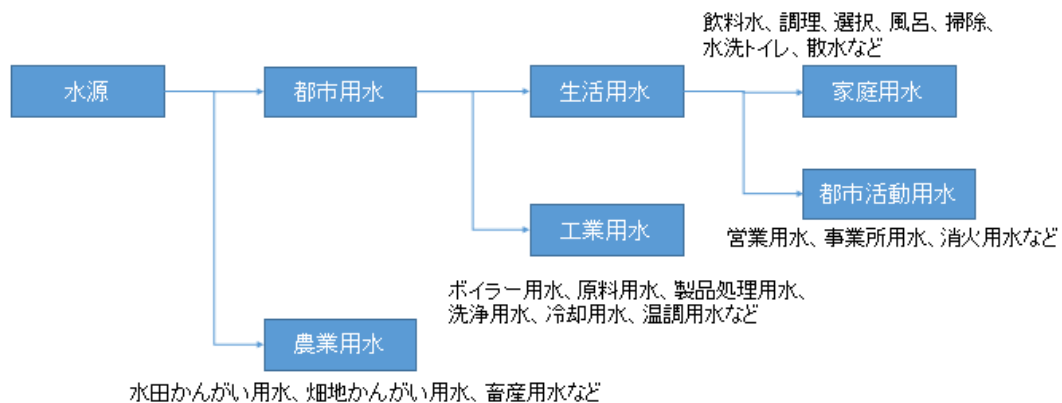 飲料水、調理、選択、風呂、掃除、
水洗トイレ、散水など
水源
都市用水
生活用水
家庭用水
都市活動用水
営業用水、事業所用水、消火用水など
工業用水
ボイラー用水、原料用水、製品処理用水、
洗浄用水、冷却用水、温調用水など
農業用水
水田かんがい用水、畑地かんがい用水、畜産用水など